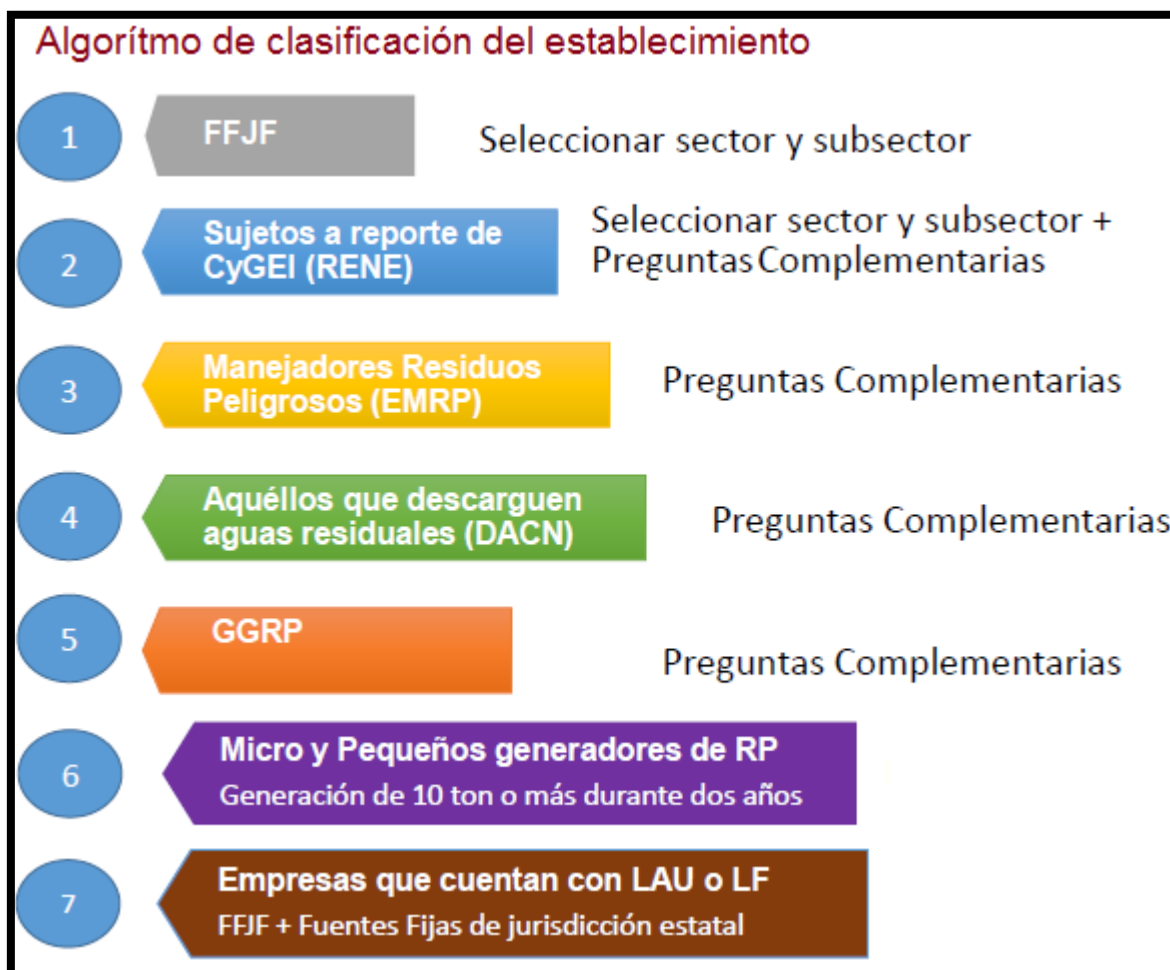 Algorítmo de clasificación del establecimiento
1
FFJF
Seleccionar sector y subsector
2
Sujetos a reporte de
CyGEI (RENE)
Seleccionar sector y subsector +
Preguntas Complementarias
3
Manejadores Residuos
Peligrosos (EMRP)
Preguntas Complementarias
4
Aquéllos que descarguen
aguas residuales (DACN)
Preguntas Complementarias
5
GGRP
Preguntas Complementarias
6
Micro y Pequeños generadores de RP
Generación de 10 ton o más durante dos años
7
Empresas que cuentan con LAU o LF
FFJF + Fuentes Fijas de jurisdicción estatal